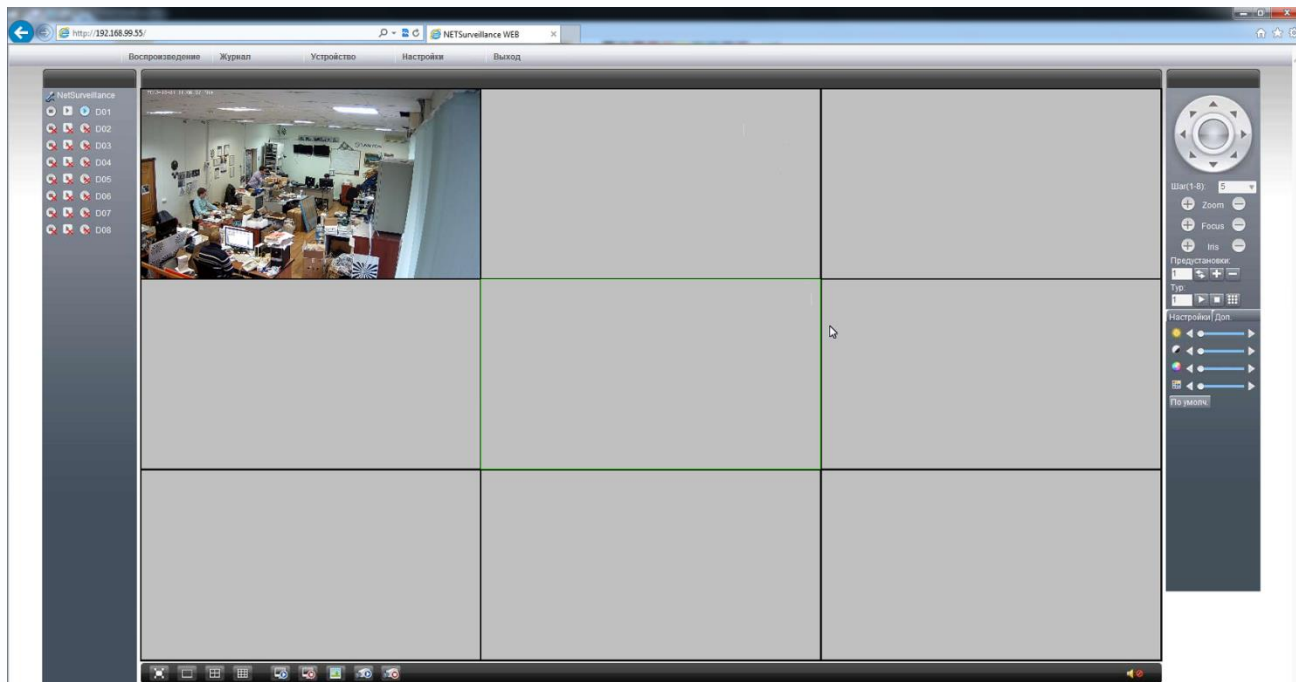 http://192.168.99.55/
NETSurveillance WEB
Воспроизведение Журнал Устройство Настройки Выход
NetSurveillance
D01
D02
D03
D04
D05
D06
D07
D08
Шаг(1-8): 5
Zoom
Focus
Iris
Предустановки:
1
Тур:
1
Настройки Доп.
По умолч.